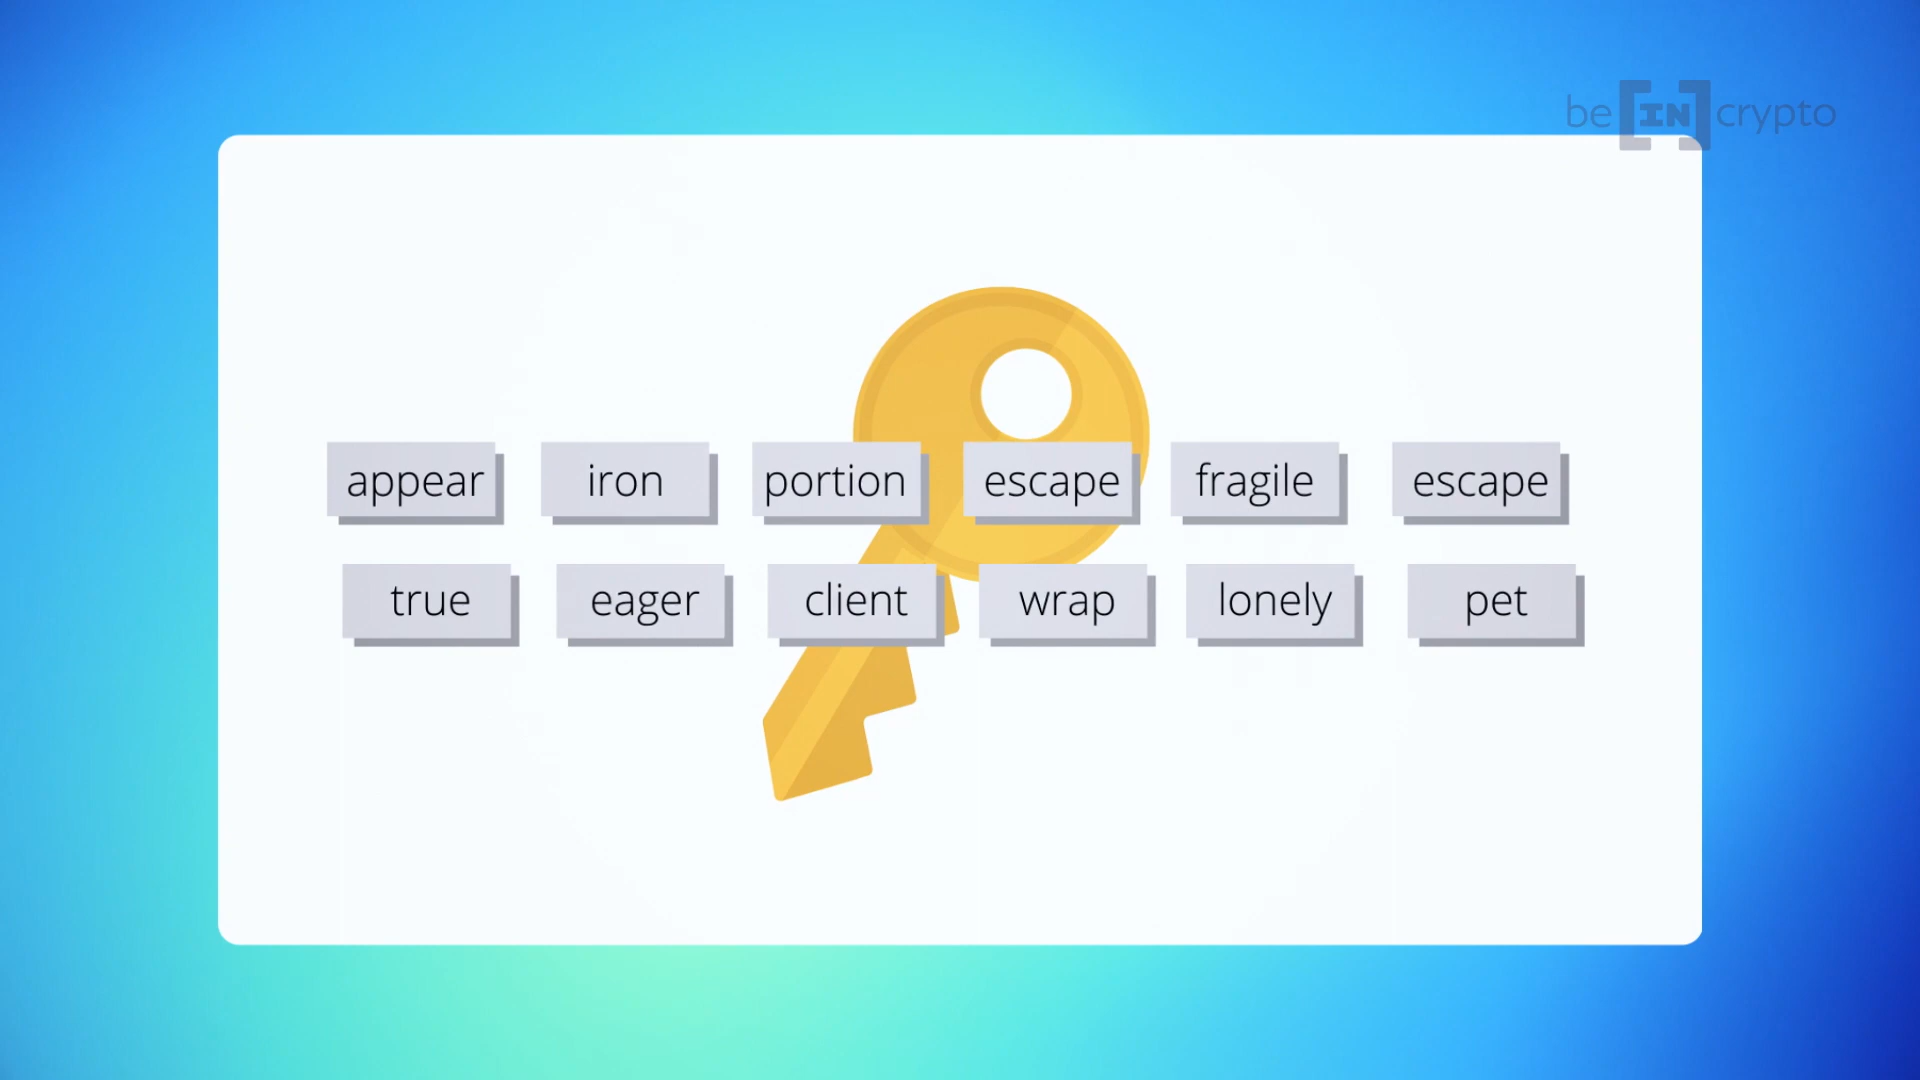 be[IN]crypto
appear iron portion escape fragile escape
true eager client wrap lonely pet